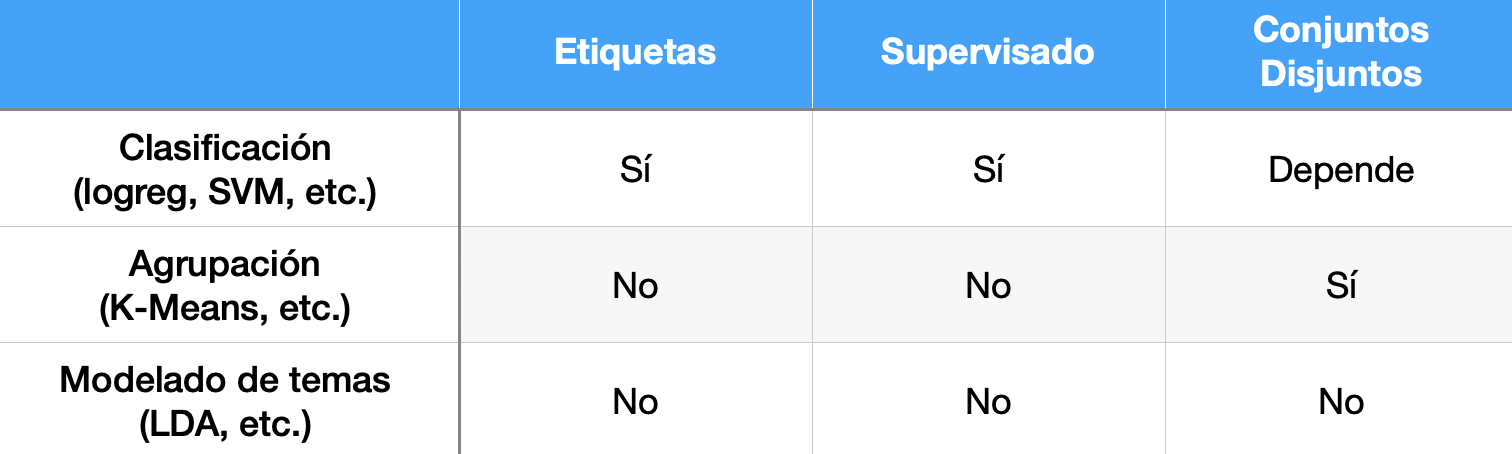 Etiquetas
Supervisado
Conjuntos
Disjuntos
Clasificación
(logreg, SVM, etc.)
Sí
Sí
Depende
Agrupación
(K-Means, etc.)
No
No
Sí
Modelado de temas
(LDA, etc.)
No
No
No